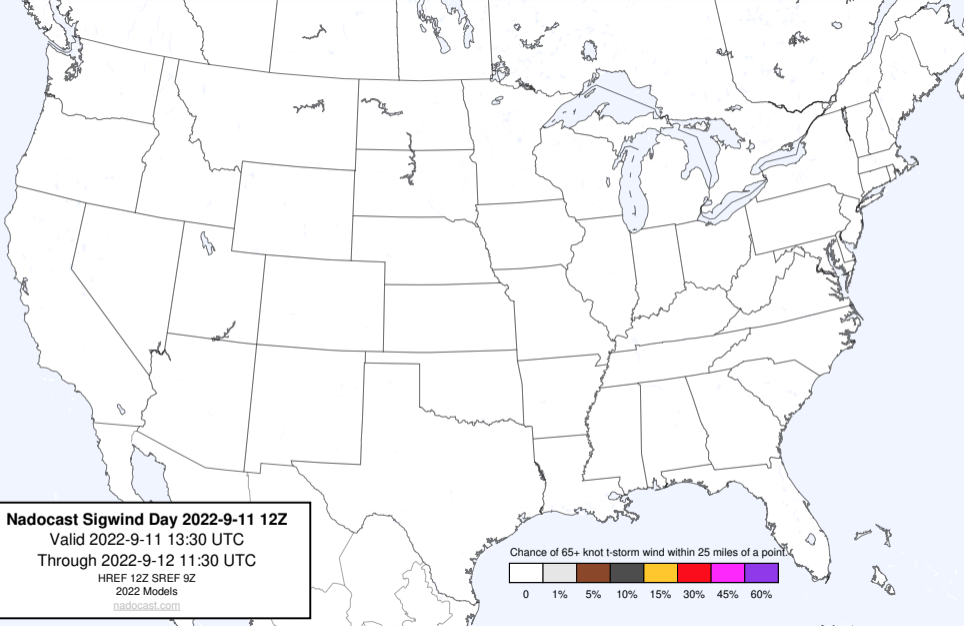 Nadocast Sigwind Day 2022-9-11 12Z
Valid 2022-9-11 13:30 UTC
Through 2022-9-12 11:30 UTC
HREF 12Z SREF 9Z
2022 Models
nadocast.com
Chance of 65+ knot t-storm wind within 25 miles of a point.
0 1% 5% 10% 15% 30% 45% 60%